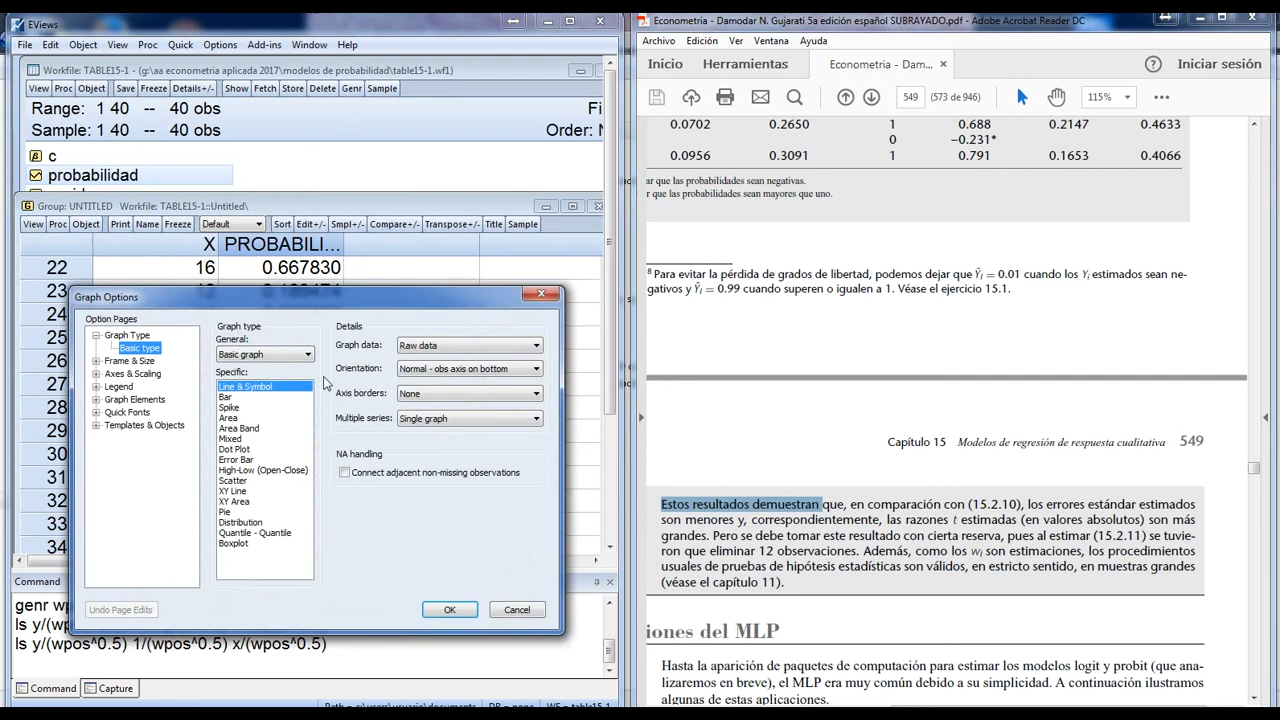 EViews
File Edit Object View Proc Quick Options Add-ins Window Help
Workfile: TABLE15-1 - (g:\aa econometria aplicada 2017\modelos de probabilidad\table15-1.wf1)
View Proc Object Save Freeze Details+/- Show Fetch Store Delete Genr Sample
Range: 1 40 -- 40 obs Fi
Sample: 1 40 -- 40 obs Order: N
c
probabilidad
Group: UNTITLED Workfile: TABLE15-1::Untitled\
View Proc Object Print Name Freeze Default Sort Edit+/- Smpl+/- Compare+/- Transpose+/- Title Sample
X PROBABILI...
22 16 0.667830
23
24
25
26
27
28
29
30
31
32
33
34
Graph Options
Option Pages
Graph Type
Basic type
Frame & Size
Axes & Scaling
Legend
Graph Elements
Quick Fonts
Templates & Objects
Graph type
General:
Basic graph
Specific:
Line & Symbol
Bar
Spike
Area
Area Band
Mixed
Dot Plot
Error Bar
High-Low (Open-Close)
Scatter
XY Line
XY Area
Pie
Distribution
Quantile - Quantile
Boxplot
Details
Graph data: Raw data
Orientation: Normal - obs axis on bottom
Axis borders: None
Multiple series: Single graph
NA handling
Connect adjacent non-missing observations
Undo Page Edits OK Cancel
Command
genr wp
ls y/(w
ls y/(wpos^0.5) 1/(wpos^0.5) x/(wpos^0.5)
Command Capture
Econometria - Damodar N. Gujarati 5a edición español SUBRAYADO.pdf - Adobe Acrobat Reader DC
Archivo Edición Ver Ventana Ayuda
Inicio Herramientas Econometria - Dam... × Iniciar sesión
549 (573 de 946) 115%
0.0702 0.2650 1 0.688 0.2147 0.4633
0 −0.231*
0.0956 0.3091 1 0.791 0.1653 0.4066
ar que las probabilidades sean negativas.
r que las probabilidades sean mayores que uno.
8 Para evitar la pérdida de grados de libertad, podemos dejar que Ŷi = 0.01 cuando los Yi estimados sean ne-
gativos y Ŷi = 0.99 cuando superen o igualen a 1. Véase el ejercicio 15.1.
Capítulo 15 Modelos de regresión de respuesta cualitativa 549
Estos resultados demuestran que, en comparación con (15.2.10), los errores estándar estimados
son menores y, correspondientemente, las razones t estimadas (en valores absolutos) son más
grandes. Pero se debe tomar este resultado con cierta reserva, pues al estimar (15.2.11) se tuvie-
ron que eliminar 12 observaciones. Además, como los wi son estimaciones, los procedimientos
usuales de pruebas de hipótesis estadísticas son válidos, en estricto sentido, en muestras grandes
(véase el capítulo 11).
iones del MLP
Hasta la aparición de paquetes de computación para estimar los modelos logit y probit (que ana-
lizaremos en breve), el MLP era muy común debido a su simplicidad. A continuación ilustramos
algunas de estas aplicaciones.